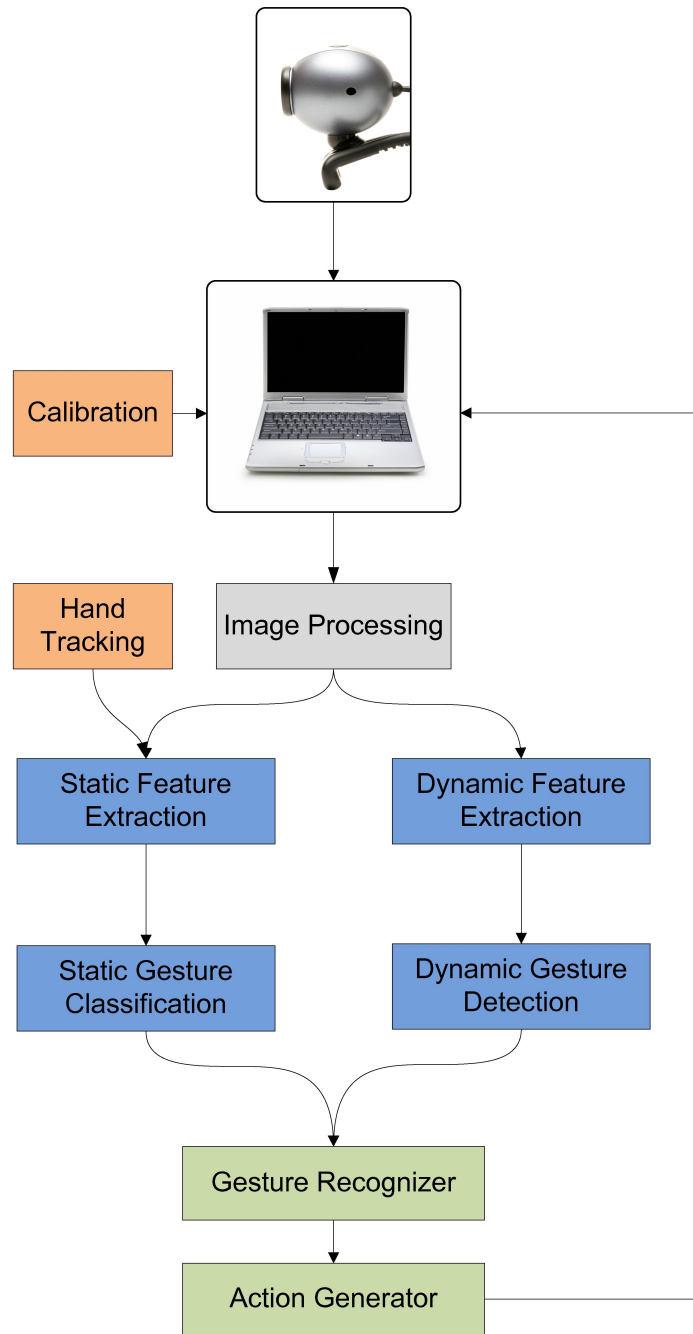 Calibration
Hand
Tracking
Image Processing
Static Feature
Extraction
Dynamic Feature
Extraction
Static Gesture
Classification
Dynamic Gesture
Detection
Gesture Recognizer
Action Generator